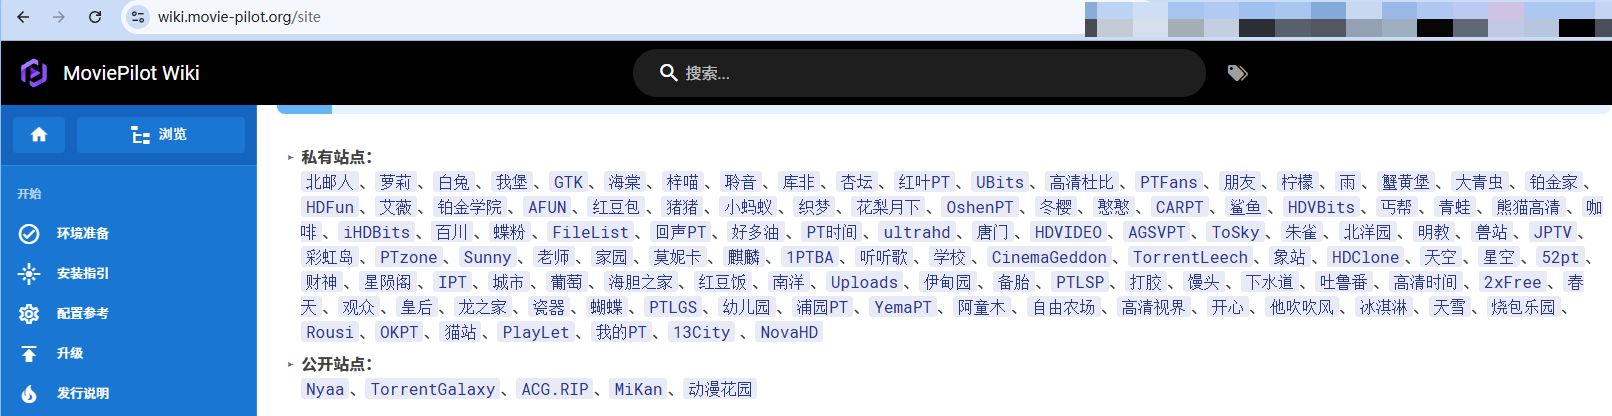 wiki.movie-pilot.org/site
MoviePilot Wiki
搜索...
浏览
开始
环境准备
安装指引
配置参考
升级
发行说明
私有站点：
北邮人、萝莉、白兔、我堡、GTK、海棠、梓喵、聆音、库非、杏坛、红叶PT、UBits、高清杜比、PTFans、朋友、柠檬、雨、蟹黄堡、大青虫、铂金家、
HDFun、艾薇、铂金学院、AFUN、红豆包、猪猪、小蚂蚁、织梦、花梨月下、OshenPT、冬樱、憨憨、CARPT、鲨鱼、HDVBits、丐帮、青蛙、熊猫高清、咖
啡、iHDBits、百川、蝶粉、FileList、回声PT、好多油、PT时间、ultrahd、唐门、HDVIDEO、AGSVPT、ToSky、朱雀、北洋园、明教、兽站、JPTV、
彩虹岛、PTzone、Sunny、老师、家园、莫妮卡、麒麟、1PTBA、听听歌、学校、CinemaGeddon、TorrentLeech、象站、HDClone、天空、星空、52pt、
财神、星陨阁、IPT、城市、葡萄、海胆之家、红豆饭、南洋、Uploads、伊甸园、备胎、PTLSP、打胶、馒头、下水道、吐鲁番、高清时间、2xFree、春
天、观众、皇后、龙之家、瓷器、蝴蝶、PTLGS、幼儿园、浦园PT、YemaPT、阿童木、自由农场、高清视界、开心、他吹吹风、冰淇淋、天雪、烧包乐园、
Rousi、OKPT、猫站、PlayLet、我的PT、13City、NovaHD
公开站点：
Nyaa、TorrentGalaxy、ACG.RIP、MiKan、动漫花园